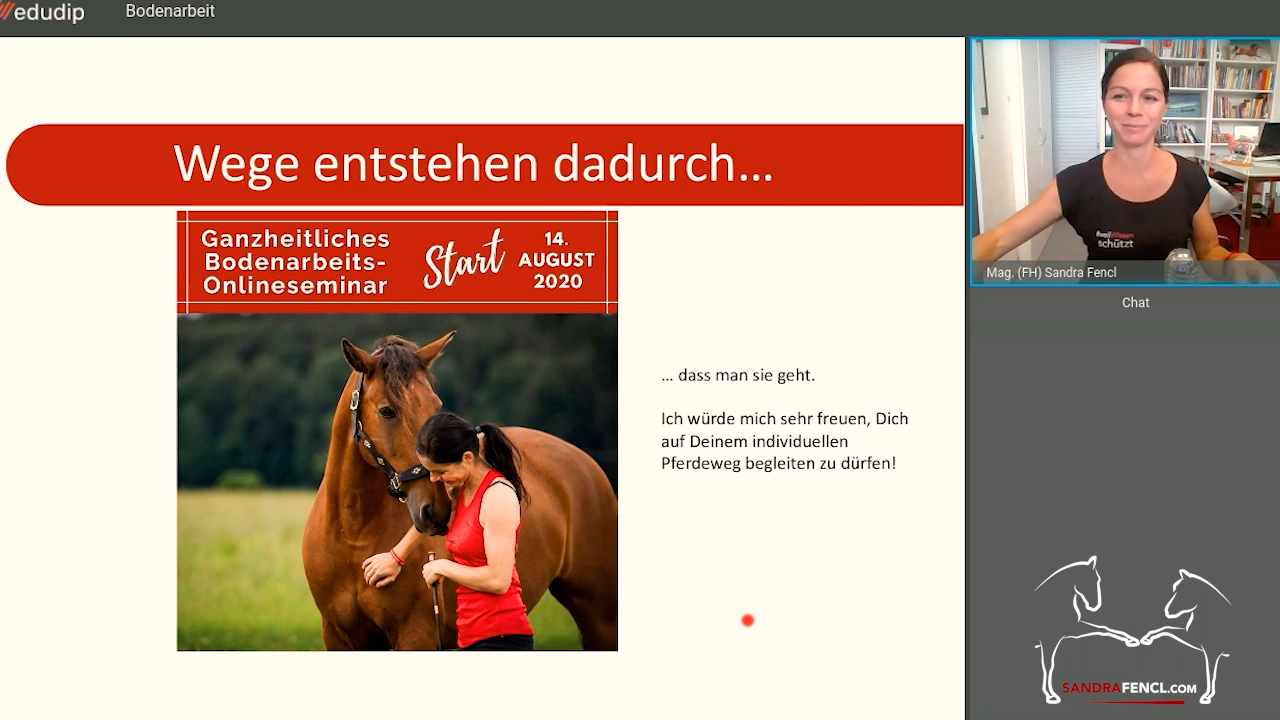 edudip
Bodenarbeit
Wege entstehen dadurch...
Ganzheitliches
Bodenarbeits-
Onlineseminar
Start
14.
AUGUST
2020
... dass man sie geht.
Ich würde mich sehr freuen, Dich
auf Deinem individuellen
Pferdeweg begleiten zu dürfen!
schützt
Mag. (FH) Sandra Fencl
Chat
SANDRAFENCL.COM